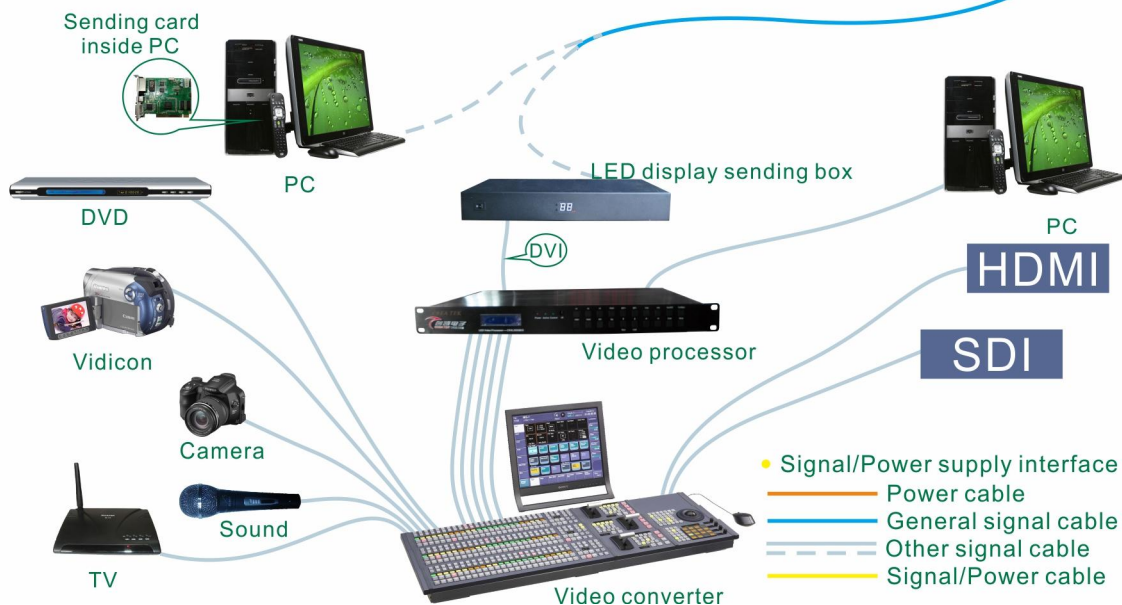 Sending card
inside PC
PC
LED display sending box
88
PC
DVD
DVI
HDMI
Vidicon
Video processor
SDI
Camera
Sound
TV
Video converter
Signal/Power supply interface
Power cable
General signal cable
Other signal cable
Signal/Power cable